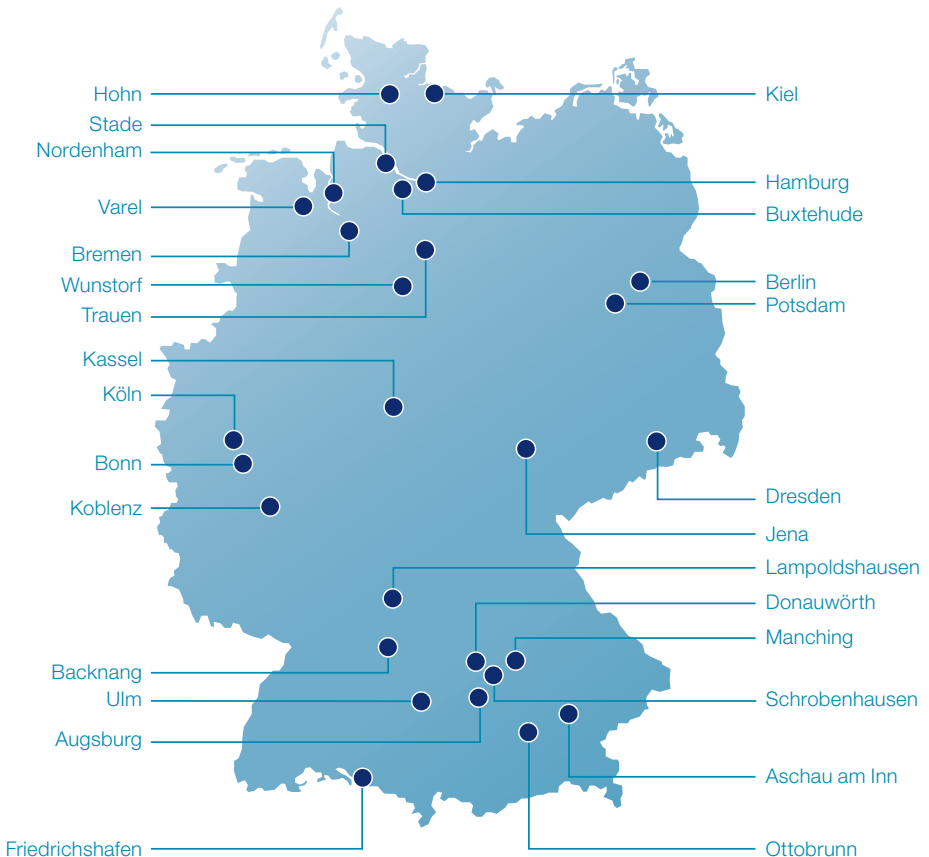 Hohn
Stade
Nordenham
Varel
Bremen
Wunstorf
Trauen
Kassel
Köln
Bonn
Koblenz
Backnang
Ulm
Augsburg
Friedrichshafen
Kiel
Hamburg
Buxtehude
Berlin
Potsdam
Dresden
Jena
Lampoldshausen
Donauwörth
Manching
Schrobenhausen
Aschau am Inn
Ottobrunn